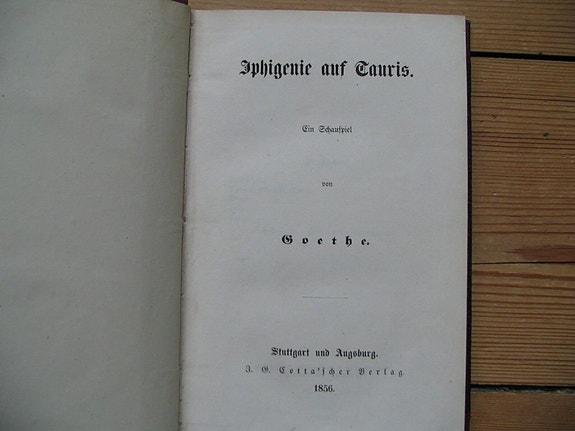 Iphigenie auf Tauris.
Ein Schauspiel
von
Goethe.
Stuttgart und Augsburg.
J. G. Cotta'scher Verlag
1856.